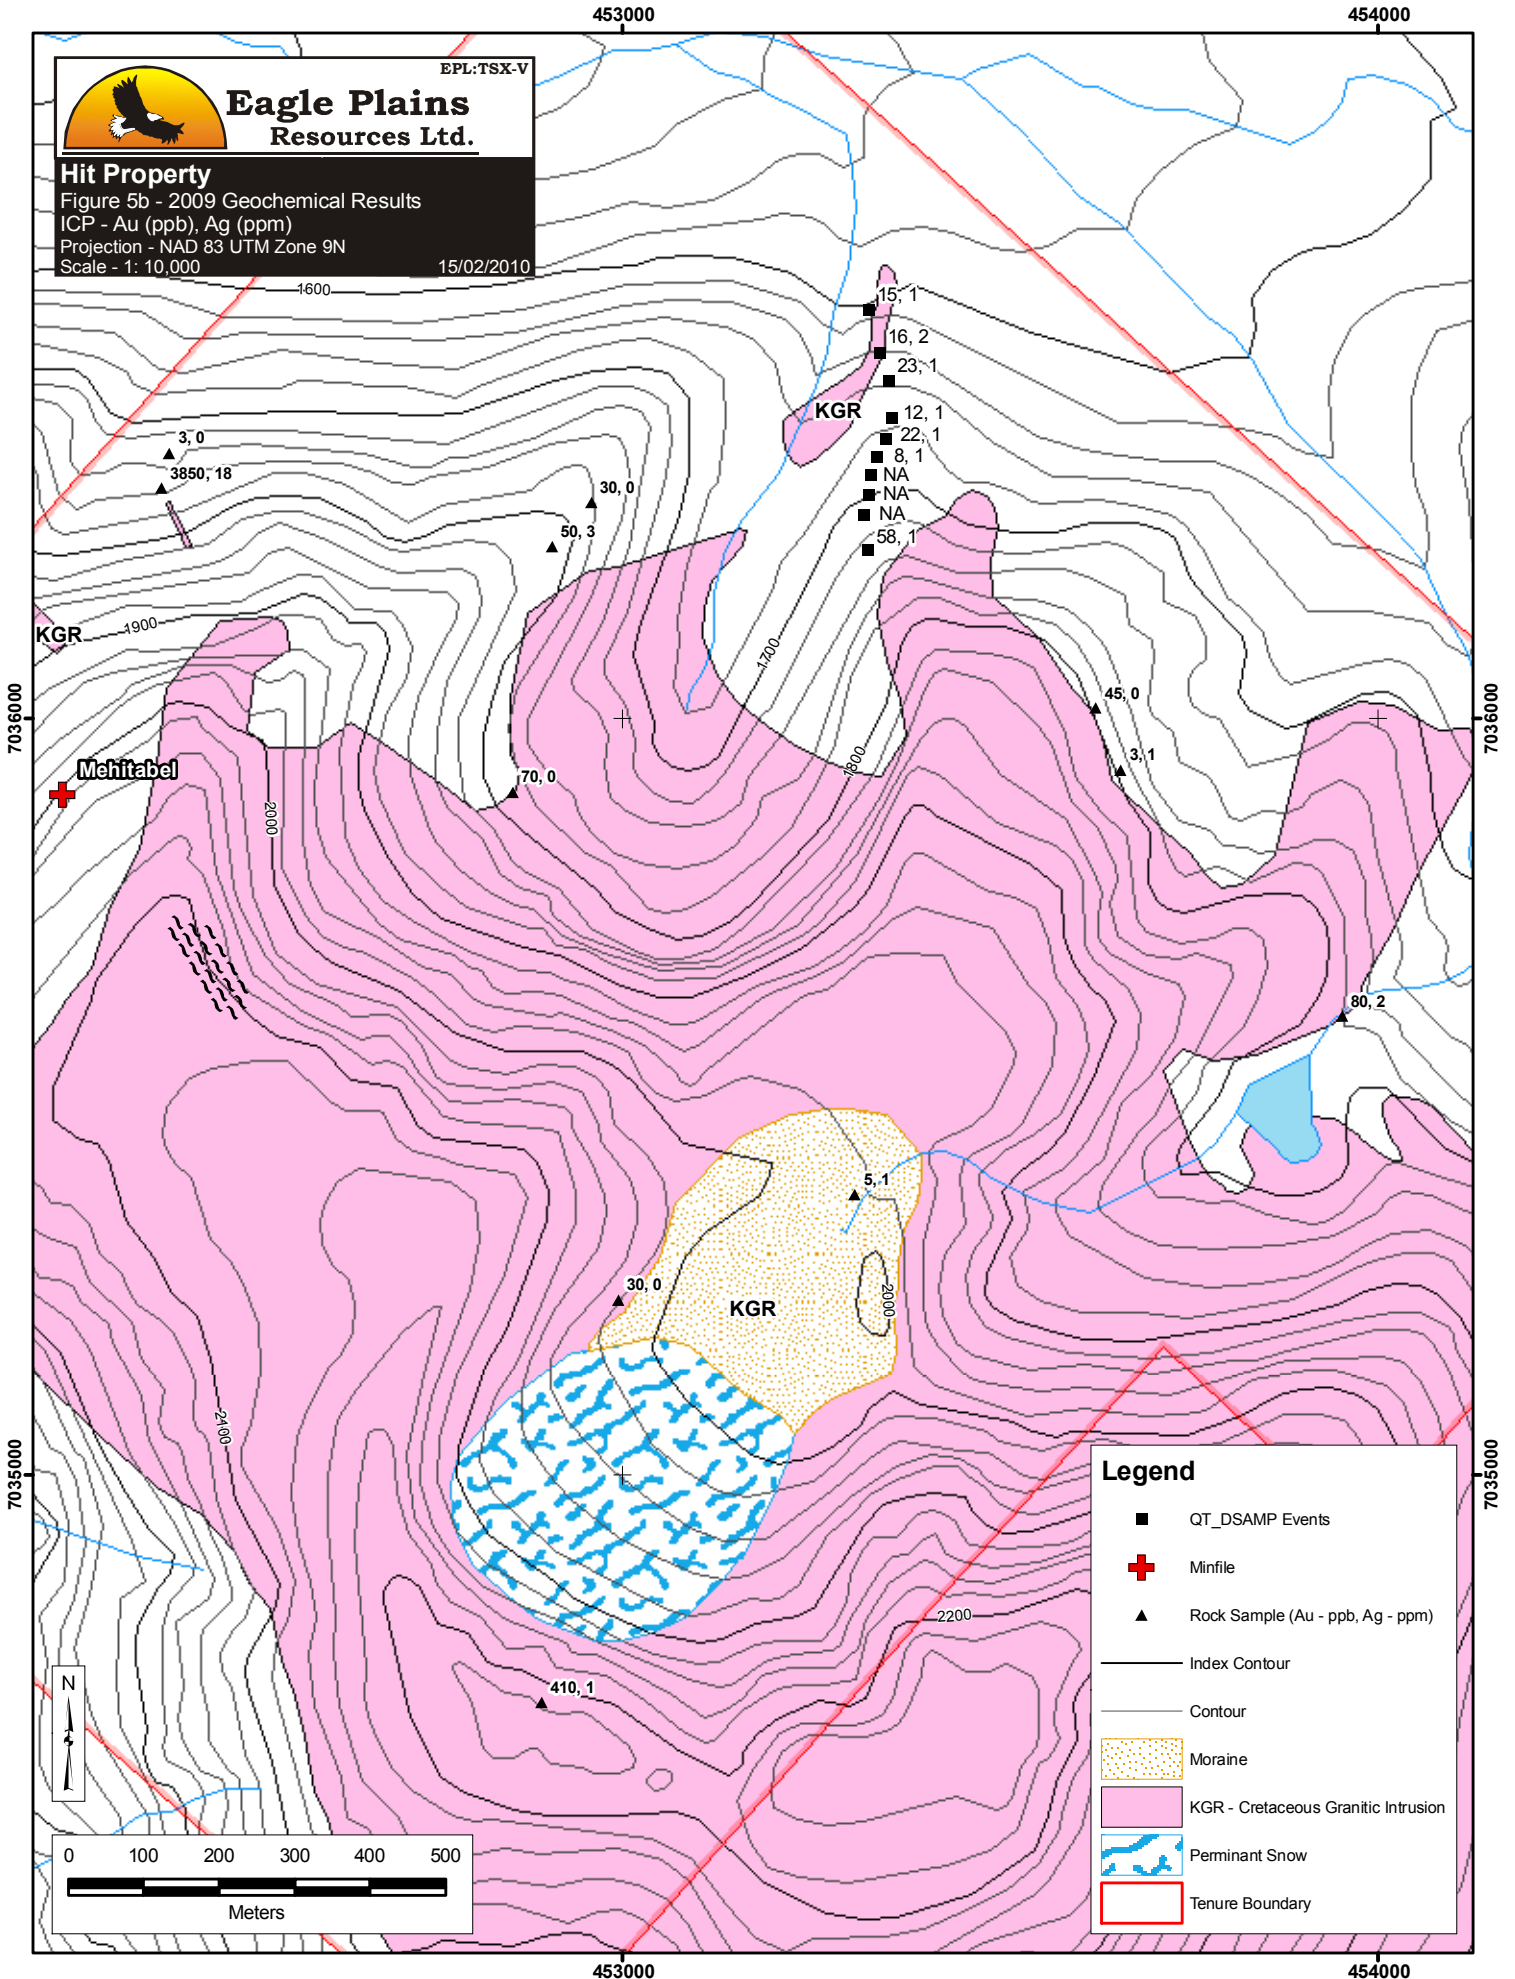 453000
454000
EPL:TSX-V
Eagle Plains
Resources Ltd.
Hit Property
Figure 5b - 2009 Geochemical Results
ICP - Au (ppb), Ag (ppm)
Projection - NAD 83 UTM Zone 9N
Scale - 1: 10,000
15/02/2010
1600
15, 1
16, 2
23, 1
KGR
12, 1
22, 1
8, 1
NA
NA
NA
58, 1
3, 0
3850, 18
30, 0
50, 3
KGR
1900
1700
1800
45, 0
3, 1
7036000
7036000
Mehitabel
70, 0
2000
80, 2
5, 1
30, 0
KGR
2000
2100
7035000
7035000
2200
410, 1
Legend
QT_DSAMP Events
Minfile
Rock Sample (Au - ppb, Ag - ppm)
Index Contour
Contour
Moraine
KGR - Cretaceous Granitic Intrusion
Perminant Snow
Tenure Boundary
N
0 100 200 300 400 500
Meters
453000
454000